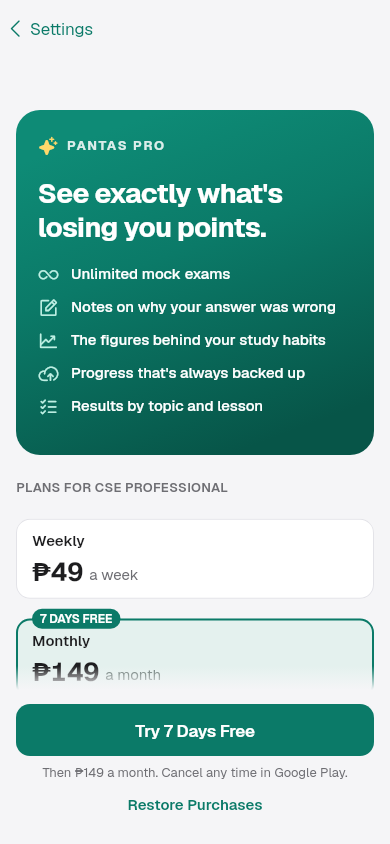 Settings
PANTAS PRO
See exactly what's
losing you points.
Unlimited mock exams
Notes on why your answer was wrong
The figures behind your study habits
Progress that's always backed up
Results by topic and lesson
PLANS FOR CSE PROFESSIONAL
Weekly
₱49 a week
7 DAYS FREE
Monthly
₱149 a month
Try 7 Days Free
Then ₱149 a month. Cancel any time in Google Play.
Restore Purchases